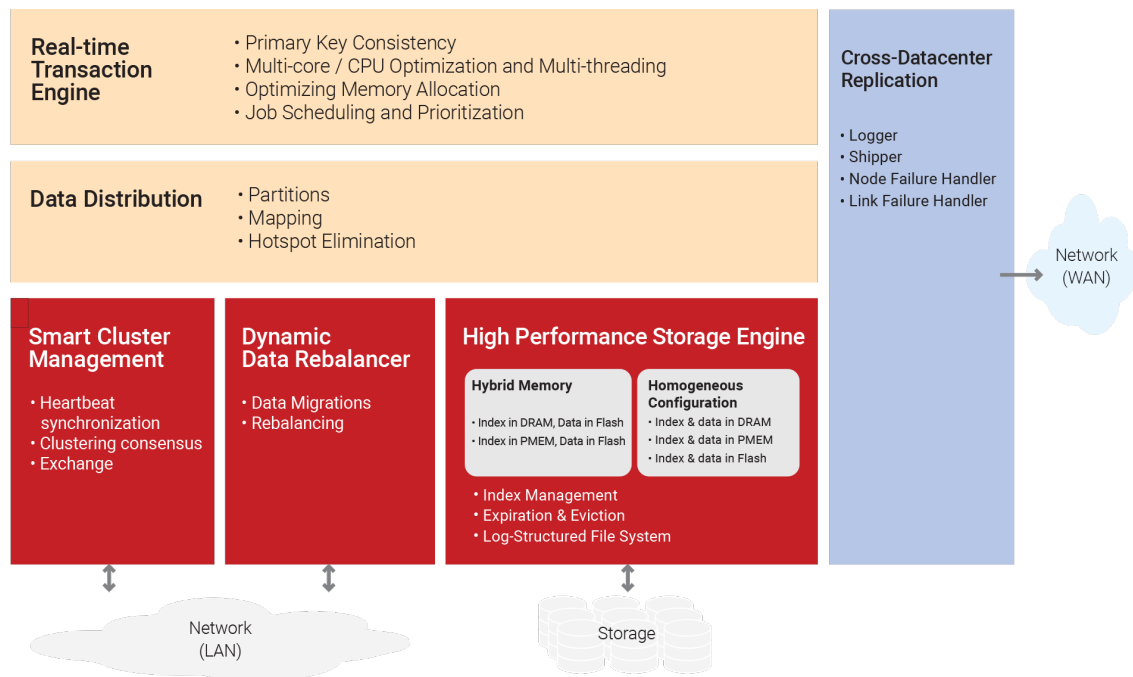 Real-time
Transaction
Engine
• Primary Key Consistency
• Multi-core / CPU Optimization and Multi-threading
• Optimizing Memory Allocation
• Job Scheduling and Prioritization
Data Distribution
• Partitions
• Mapping
• Hotspot Elimination
Smart Cluster
Management
• Heartbeat
synchronization
• Clustering consensus
• Exchange
Dynamic
Data Rebalancer
• Data Migrations
• Rebalancing
High Performance Storage Engine
Hybrid Memory
• Index in DRAM, Data in Flash
• Index in PMEM, Data in Flash
Homogeneous
Configuration
• Index & data in DRAM
• Index & data in PMEM
• Index & data in Flash
• Index Management
• Expiration & Eviction
• Log-Structured File System
Cross-Datacenter
Replication
• Logger
• Shipper
• Node Failure Handler
• Link Failure Handler
Network
(WAN)
Network
(LAN)
Storage